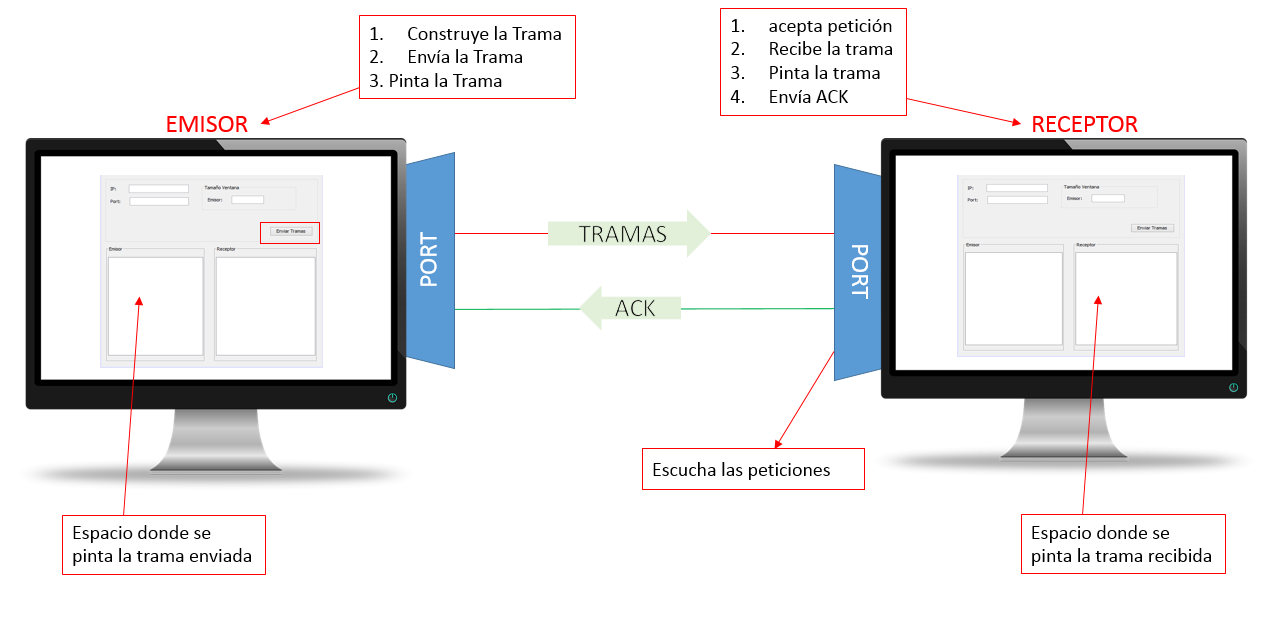 1. Construye la Trama
2. Envía la Trama
3. Pinta la Trama
1. acepta petición
2. Recibe la trama
3. Pinta la trama
4. Envía ACK
EMISOR
RECEPTOR
IP:
Port:
Tamaño Ventana
Emisor:
Enviar Tramas
Emisor
Receptor
PORT
TRAMAS
ACK
PORT
IP:
Port:
Tamaño Ventana
Emisor:
Enviar Tramas
Emisor
Receptor
Escucha las peticiones
Espacio donde se
pinta la trama enviada
Espacio donde se
pinta la trama recibida